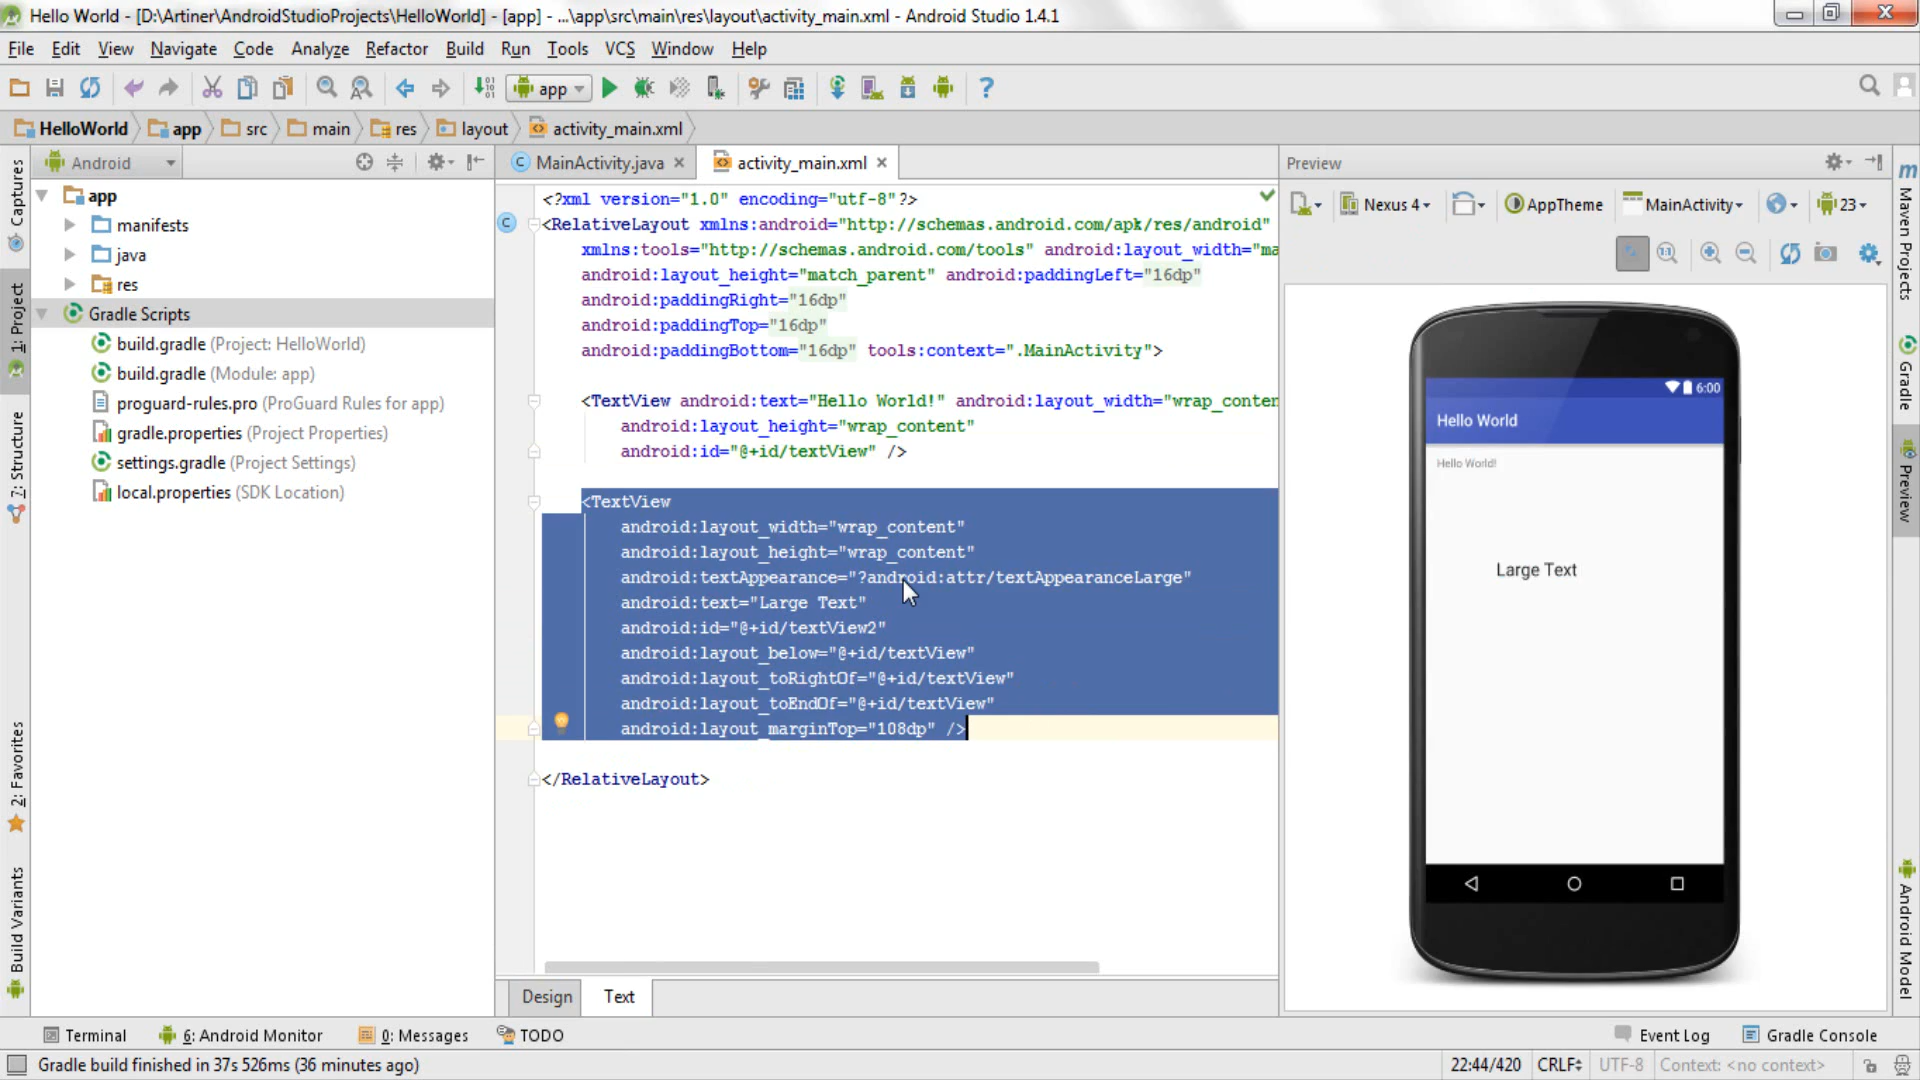 Hello World - [D:\Artiner\AndroidStudioProjects\HelloWorld] - [app] - ...\app\src\main\res\layout\activity_main.xml - Android Studio 1.4.1
File Edit View Navigate Code Analyze Refactor Build Run Tools VCS Window Help
app
HelloWorld app src main res layout activity_main.xml
Android
MainActivity.java activity_main.xml
Preview
Captures
1: Project
7: Structure
2: Favorites
Build Variants
app
manifests
java
res
Gradle Scripts
build.gradle (Project: HelloWorld)
build.gradle (Module: app)
proguard-rules.pro (ProGuard Rules for app)
gradle.properties (Project Properties)
settings.gradle (Project Settings)
local.properties (SDK Location)
<?xml version="1.0" encoding="utf-8"?>
<RelativeLayout xmlns:android="http://schemas.android.com/apk/res/android"
xmlns:tools="http://schemas.android.com/tools" android:layout_width="ma
android:layout_height="match_parent" android:paddingLeft="16dp"
android:paddingRight="16dp"
android:paddingTop="16dp"
android:paddingBottom="16dp" tools:context=".MainActivity">
<TextView android:text="Hello World!" android:layout_width="wrap_conten
android:layout_height="wrap_content"
android:id="@+id/textView" />
<TextView
android:layout_width="wrap_content"
android:layout_height="wrap_content"
android:textAppearance="?android:attr/textAppearanceLarge"
android:text="Large Text"
android:id="@+id/textView2"
android:layout_below="@+id/textView"
android:layout_toRightOf="@+id/textView"
android:layout_toEndOf="@+id/textView"
android:layout_marginTop="108dp" />
</RelativeLayout>
Design Text
Nexus 4 AppTheme MainActivity 23
1:1
6:00
Hello World
Hello World!
Large Text
Maven Projects
Gradle
Preview
Android Model
Terminal 6: Android Monitor 0: Messages TODO Event Log Gradle Console
Gradle build finished in 37s 526ms (36 minutes ago) 22:44/420 CRLF UTF-8 Context: <no context>